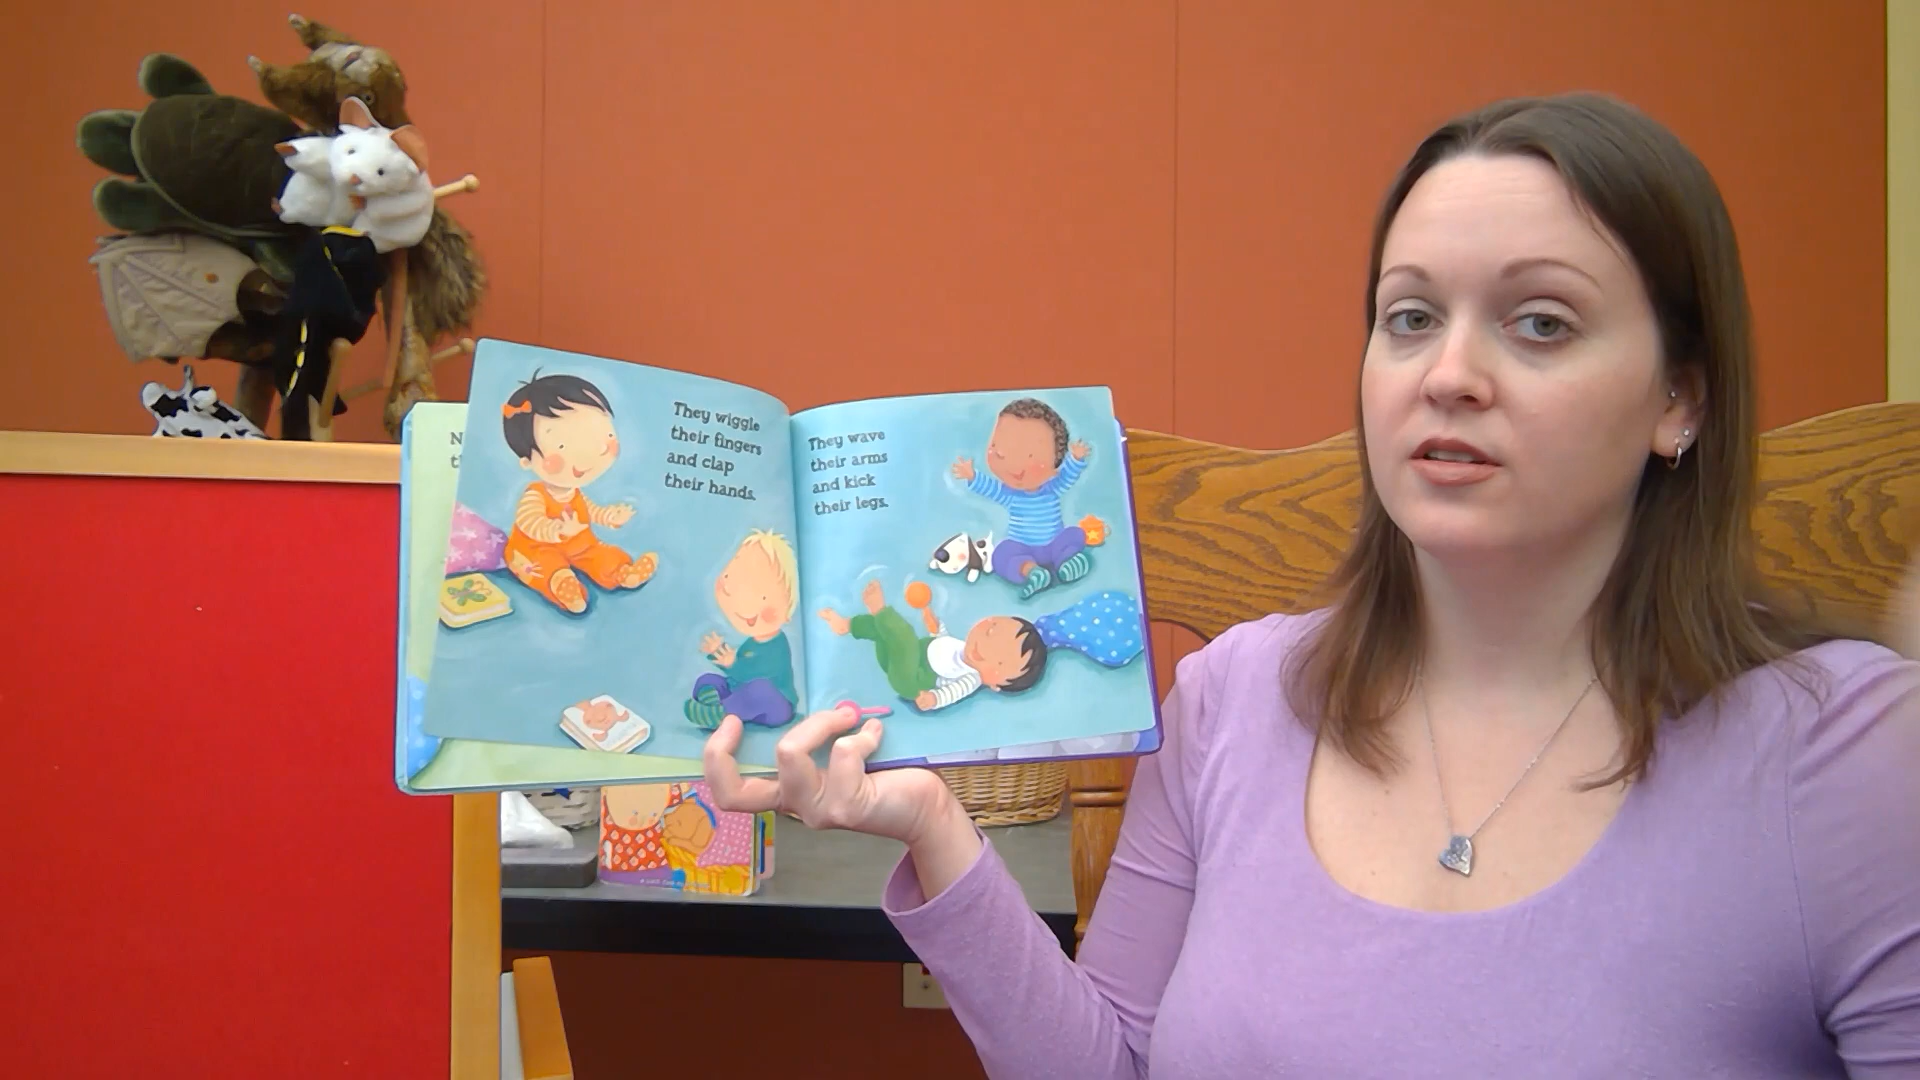 They wiggle
their fingers
and clap
their hands.
They wave
their arms
and kick
their legs.